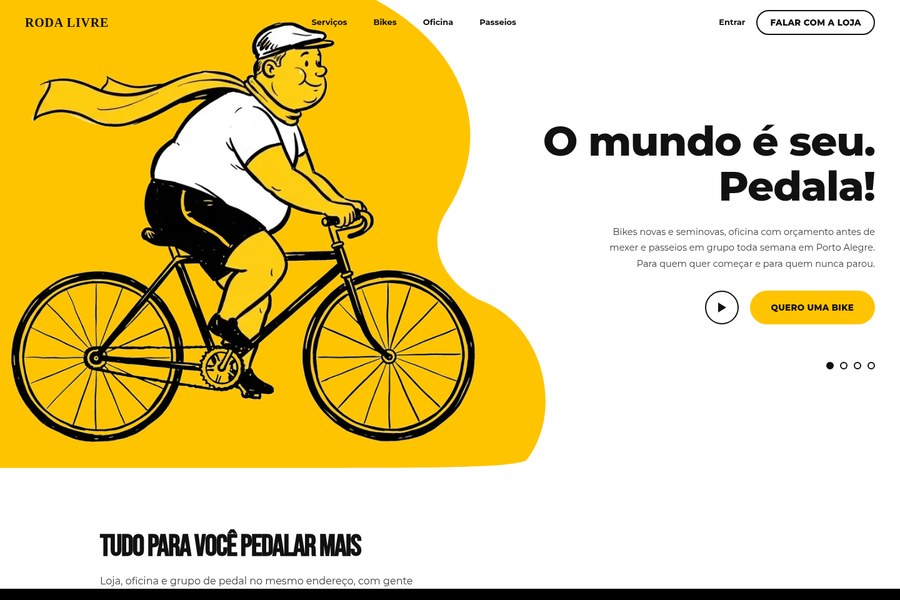 RODA LIVRE
Serviços
Bikes
Oficina
Passeios
Entrar
FALAR COM A LOJA
O mundo é seu.
Pedala!
Bikes novas e seminovas, oficina com orçamento antes de
mexer e passeios em grupo toda semana em Porto Alegre.
Para quem quer começar e para quem nunca parou.
QUERO UMA BIKE
TUDO PARA VOCÊ PEDALAR MAIS
Loja, oficina e grupo de pedal no mesmo endereço, com gente